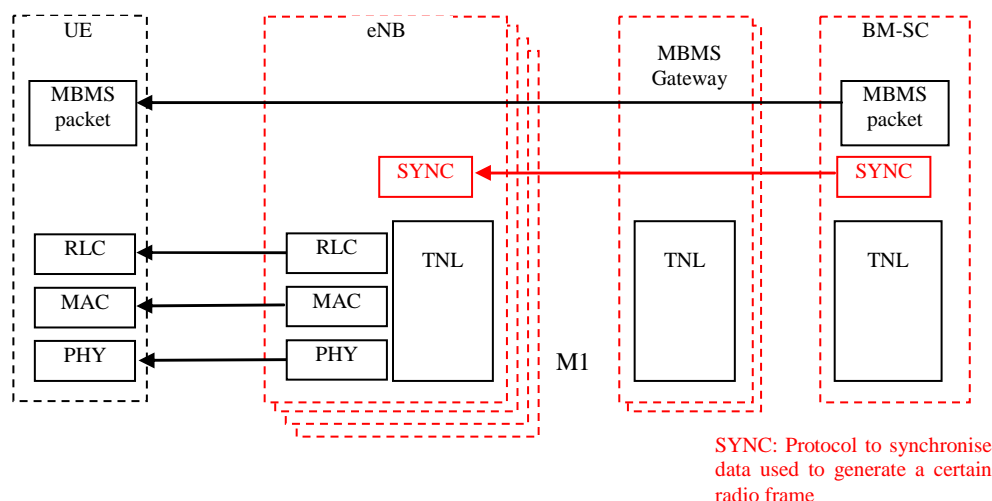 UE
eNB
MBMS
Gateway
BM-SC
MBMS
packet
MBMS
packet
SYNC
SYNC
RLC
RLC
TNL
TNL
TNL
MAC
MAC
PHY
PHY
M1
SYNC: Protocol to synchronise
data used to generate a certain
radio frame